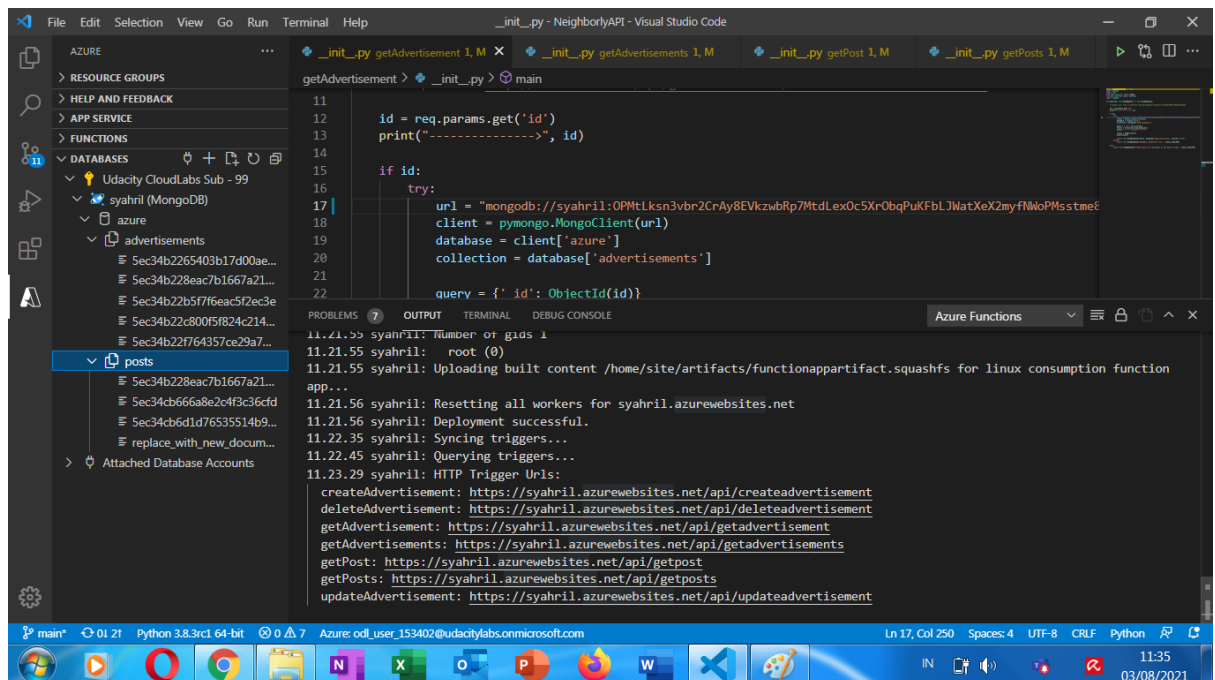 File Edit Selection View Go Run Terminal Help
__init__.py - NeighborlyAPI - Visual Studio Code
AZURE
RESOURCE GROUPS
HELP AND FEEDBACK
APP SERVICE
FUNCTIONS
DATABASES
Udacity CloudLabs Sub - 99
syahril (MongoDB)
azure
advertisements
5ec34b2265403b17d00ae...
5ec34b228eac7b1667a21...
5ec34b22b5f7f6eac5f2ec3e
5ec34b22c800f5f824c214...
5ec34b22f764357ce29a7...
posts
5ec34b228eac7b1667a21...
5ec34cb666a8e2c4f3c36cfd
5ec34cb6d1d76535514b9...
replace_with_new_docum...
Attached Database Accounts
11
__init__.py getAdvertisement 1, M __init__.py getAdvertisements 1, M __init__.py getPost 1, M __init__.py getPosts 1, M
getAdvertisement > __init__.py > main
11
12 id = req.params.get('id')
13 print("--------------->", id)
14
15 if id:
16 try:
17 url = "mongodb://syahril:
18 client = pymongo.MongoClient(url)
19 database = client['azure']
20 collection = database['advertisements']
21
22 query = {'_id': ObjectId(id)}
PROBLEMS 7 OUTPUT TERMINAL DEBUG CONSOLE Azure Functions
11.21.55 syahril: Number of gids 1
11.21.55 syahril: root (0)
11.21.55 syahril: Uploading built content /home/site/artifacts/functionappartifact.squashfs for linux consumption function
app...
11.21.56 syahril: Resetting all workers for syahril.azurewebsites.net
11.21.56 syahril: Deployment successful.
11.22.35 syahril: Syncing triggers...
11.22.45 syahril: Querying triggers...
11.23.29 syahril: HTTP Trigger Urls:
createAdvertisement: https://syahril.azurewebsites.net/api/createadvertisement
deleteAdvertisement: https://syahril.azurewebsites.net/api/deleteadvertisement
getAdvertisement: https://syahril.azurewebsites.net/api/getadvertisement
getAdvertisements: https://syahril.azurewebsites.net/api/getadvertisements
getPost: https://syahril.azurewebsites.net/api/getpost
getPosts: https://syahril.azurewebsites.net/api/getposts
updateAdvertisement: https://syahril.azurewebsites.net/api/updateadvertisement
main* 0↓ 2↑ Python 3.8.3rc1 64-bit 0 7 Azure: odl_user_153402@udacitylabs.onmicrosoft.com Ln 17, Col 250 Spaces: 4 UTF-8 CRLF Python
N X o P W IN 11:35
03/08/2021